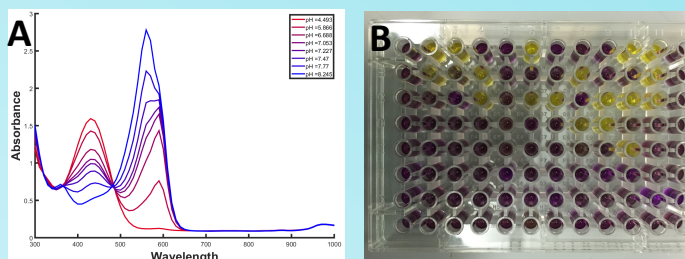 A
B
3
2.5
2
1.5
1
0.5
0
Absorbance
300 400 500 600 700 800 900 1000
Wavelength
pH =4.493
pH =5.866
pH =6.688
pH =7.053
pH =7.227
pH =7.47
pH =7.77
pH =8.245